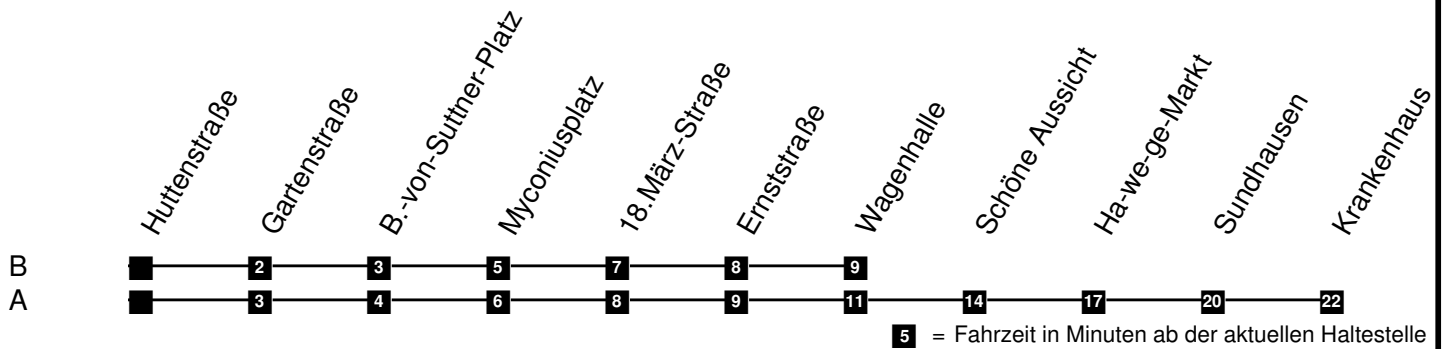 Huttenstraße
Gartenstraße
B.-von-Suttner-Platz
Myconiusplatz
18.März-Straße
Ernststraße
Wagenhalle
Schöne Aussicht
Ha-we-ge-Markt
Sundhausen
Krankenhaus
B 2 3 5 7 8 9
A 3 4 6 8 9 11 14 17 20 22
5 = Fahrzeit in Minuten ab der aktuellen Haltestelle